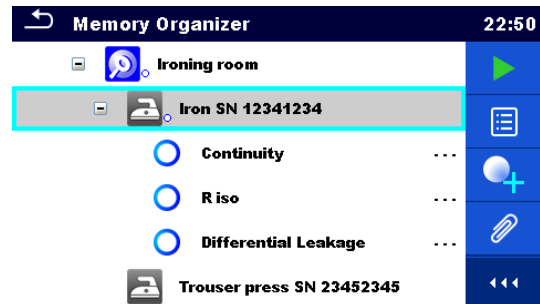 Memory Organizer 22:50
Ironing room
Iron SN 12341234
Continuity ---
R iso ---
Differential Leakage ---
Trouser press SN 23452345